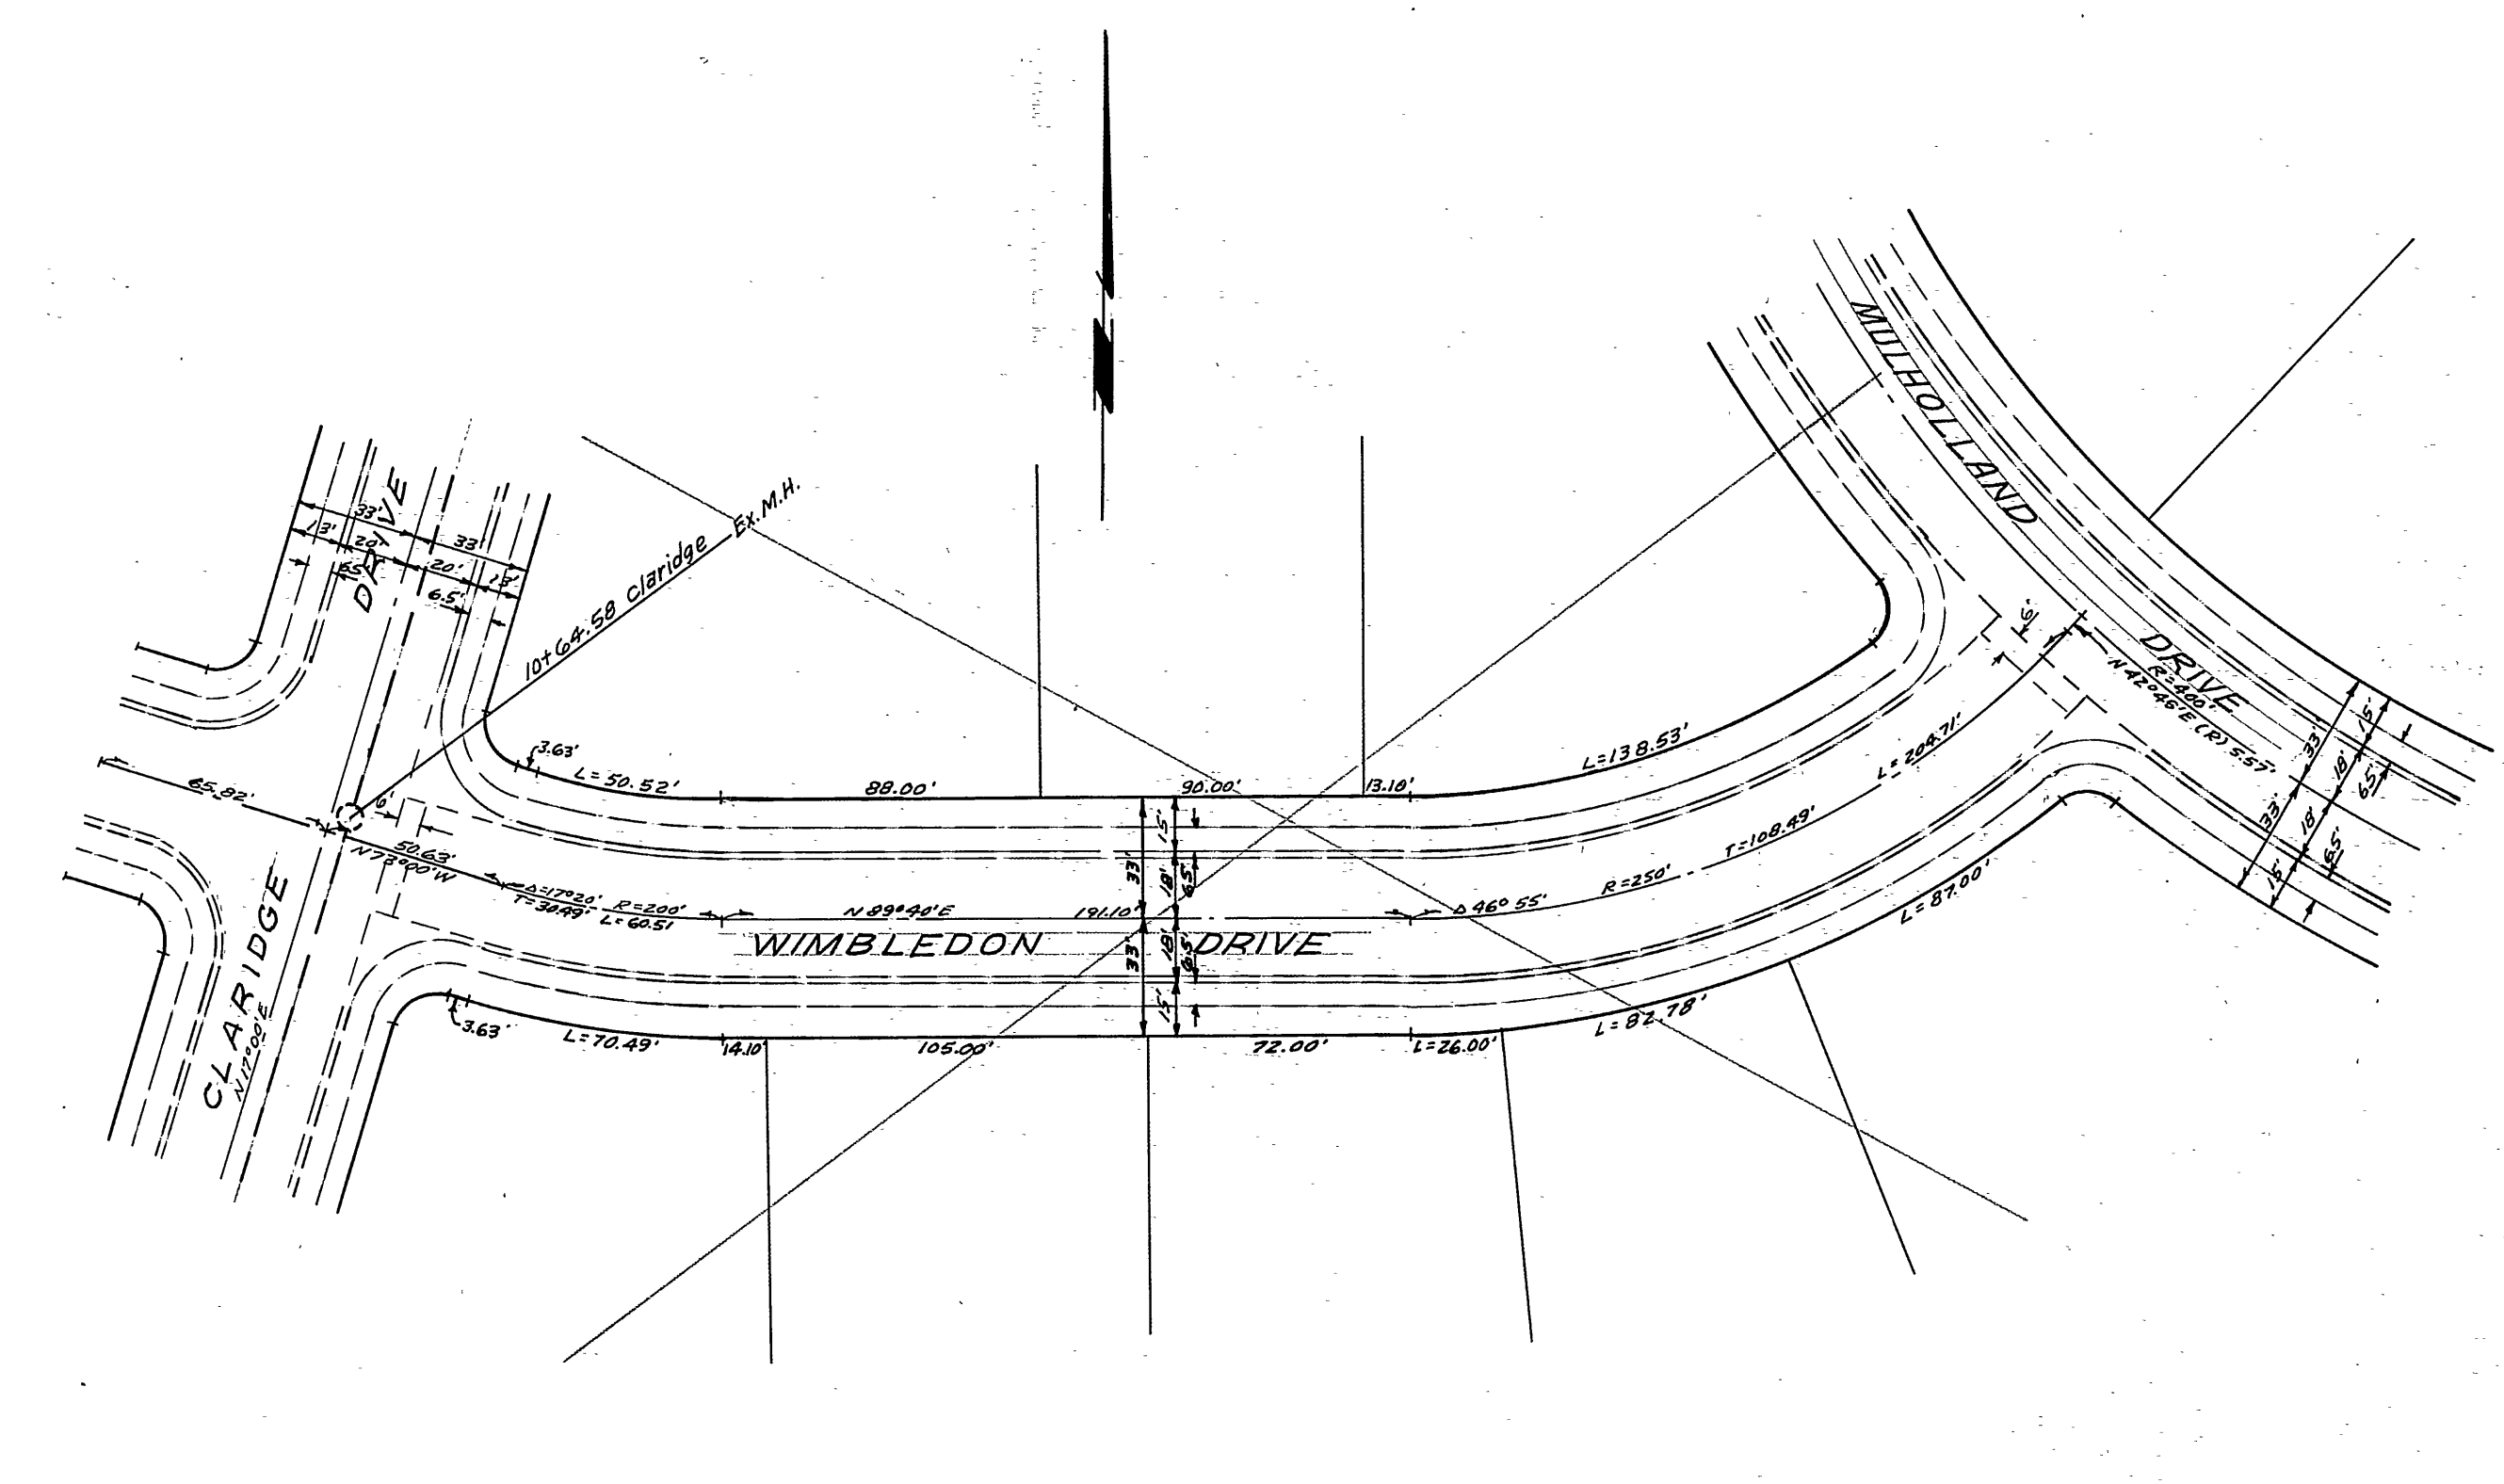 N
MULHOLLAND
DRIVE
R=400'
N 42°45'E (R) 5.57'
DRIVE
33'
13'
20'
33'
20'
13'
6.5'
6.5'
10+64.58 Claridge Ex. M.H.
3.63'
L=50.52'
88.00'
90.00'
13.10'
L=138.53'
L=204.71'
6'
65.82'
6'
50.63'
N 73°00'W
Δ=17°20' R=200'
T=30.49' L=60.51'
N 89°40'E
191.10'
Δ 46°55'
R=250'
T=108.49'
L=87.00'
WIMBLEDON DRIVE
33'
15'
18'
6.5'
33'
18'
6.5'
15'
33'
15'
18'
6.5'
33'
18'
15'
6.5'
CLARIDGE
N 17°00'E
3.63'
L=70.49'
14.10'
105.00'
72.00'
L=26.00'
L=82.78'